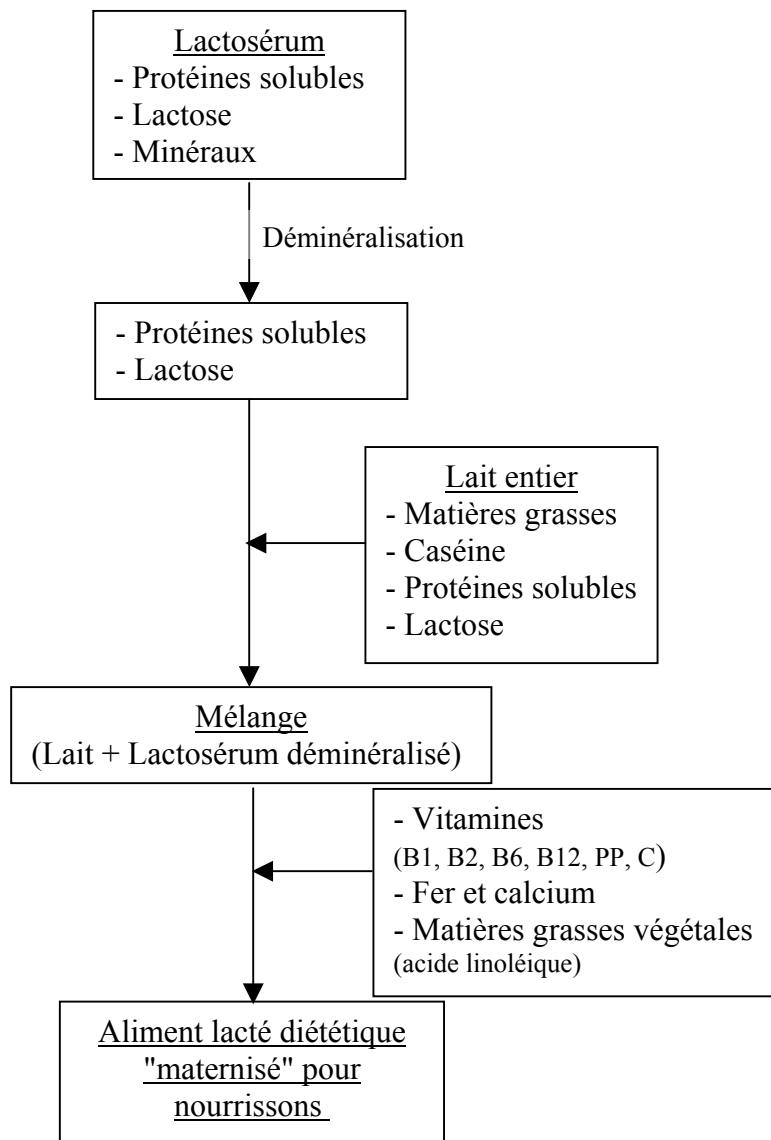 Lactosérum
- Protéines solubles
- Lactose
- Minéraux
Déminéralisation
- Protéines solubles
- Lactose
Lait entier
- Matières grasses
- Caséine
- Protéines solubles
- Lactose
Mélange
(Lait + Lactosérum déminéralisé)
- Vitamines
(B1, B2, B6, B12, PP, C)
- Fer et calcium
- Matières grasses végétales
(acide linoléique)
Aliment lacté diététique
"maternisé" pour
nourrissons